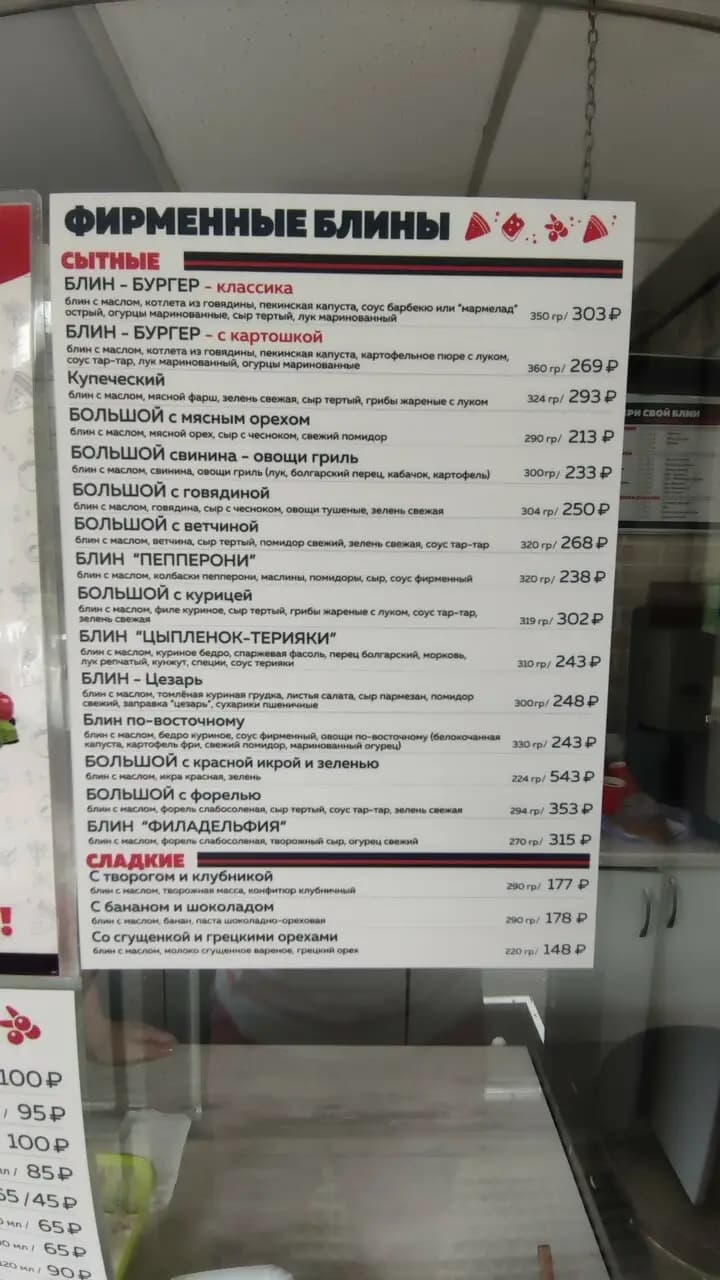 ФИРМЕННЫЕ БЛИНЫ
СЫТНЫЕ
БЛИН - БУРГЕР - классика
блин с маслом, котлета из говядины, пекинская капуста, соус барбекю или "мармелад"
острый, огурцы маринованные, сыр тертый, лук маринованный 350 гр/ 303 ₽
БЛИН - БУРГЕР - с картошкой
блин с маслом, котлета из говядины, пекинская капуста, картофельное пюре с луком,
соус тар-тар, лук маринованный, огурцы маринованные 360 гр/ 269 ₽
Купеческий
блин с маслом, мясной фарш, зелень свежая, сыр тертый, грибы жареные с луком 324 гр/ 293 ₽
БОЛЬШОЙ с мясным орехом
блин с маслом, мясной орех, сыр с чесноком, свежий помидор 290 гр/ 213 ₽
БОЛЬШОЙ свинина - овощи гриль
блин с маслом, свинина, овощи гриль (лук, болгарский перец, кабачок, картофель) 300гр/ 233 ₽
БОЛЬШОЙ с говядиной
блин с маслом, говядина, сыр с чесноком, овощи тушеные, зелень свежая 304 гр/ 250 ₽
БОЛЬШОЙ с ветчиной
блин с маслом, ветчина, сыр тертый, помидор свежий, зелень свежая, соус тар-тар 320 гр/ 268 ₽
БЛИН "ПЕППЕРОНИ"
блин с маслом, колбаски пепперони, маслины, помидоры, сыр, соус фирменный 320 гр/ 238 ₽
БОЛЬШОЙ с курицей
блин с маслом, филе куриное, сыр тертый, грибы жареные с луком, соус тар-тар,
зелень свежая 319 гр/ 302 ₽
БЛИН "ЦЫПЛЕНОК-ТЕРИЯКИ"
блин с маслом, куриное бедро, спаржевая фасоль, перец болгарский, морковь,
лук репчатый, кунжут, специи, соус терияки 310 гр/ 243 ₽
БЛИН - Цезарь
блин с маслом, томлёная куриная грудка, листья салата, сыр пармезан, помидор
свежий, заправка "цезарь", сухарики пшеничные 300гр/ 248 ₽
Блин по-восточному
блин с маслом, бедро куриное, соус фирменный, овощи по-восточному (белокочанная
капуста, картофель фри, свежий помидор, маринованный огурец) 330 гр/ 243 ₽
БОЛЬШОЙ с красной икрой и зеленью
блин с маслом, икра красная, зелень 224 гр/ 543 ₽
БОЛЬШОЙ с форелью
блин с маслом, форель слабосоленая, сыр тертый, соус тар-тар, зелень свежая 294 гр/ 353 ₽
БЛИН "ФИЛАДЕЛЬФИЯ"
блин с маслом, форель слабосоленая, творожный сыр, огурец свежий 270 гр/ 315 ₽
СЛАДКИЕ
С творогом и клубникой
блин с маслом, творожная масса, конфитюр клубничный 290 гр/ 177 ₽
С бананом и шоколадом
блин с маслом, банан, паста шоколадно-ореховая 290 гр/ 178 ₽
Со сгущенкой и грецкими орехами
блин с маслом, молоко сгущенное вареное, грецкий орех 220 гр/ 148 ₽
СВОЙ БЛИН
!
100 ₽
/ 95 ₽
100 ₽
/ 85 ₽
/45 ₽
мл/ 65 ₽
мл/ 65 ₽
мл/ 90 ₽